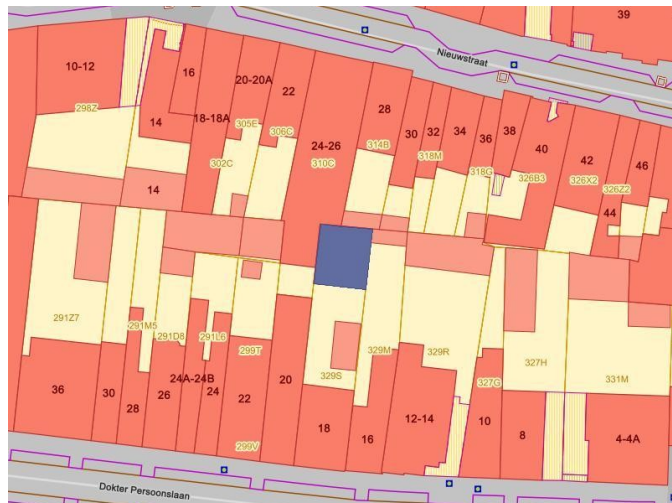 39
Nieuwstraat
10-12
16
20-20A
22
298Z
14
18-18A
305E
306C
28
30
32
34
36
38
40
42
46
24-26
310C
314B
318M
318G
326B3
326X2
326Z2
302C
14
44
291Z7
291M5
291D8
291L6
299T
329S
329M
329R
327H
331M
327G
36
30
28
26
24A-24B
24
22
20
18
16
12-14
10
8
4-4A
299V
Dokter Persoonslaan